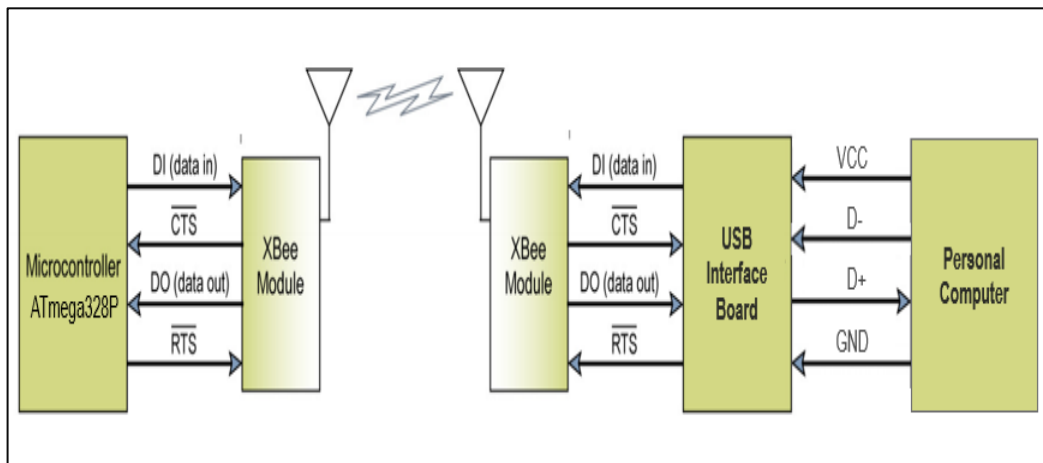 Microcontroller
ATmega328P
DI (data in)
CTS
DO (data out)
RTS
XBee
Module
XBee
Module
DI (data in)
CTS
DO (data out)
RTS
USB
Interface
Board
VCC
D-
D+
GND
Personal
Computer